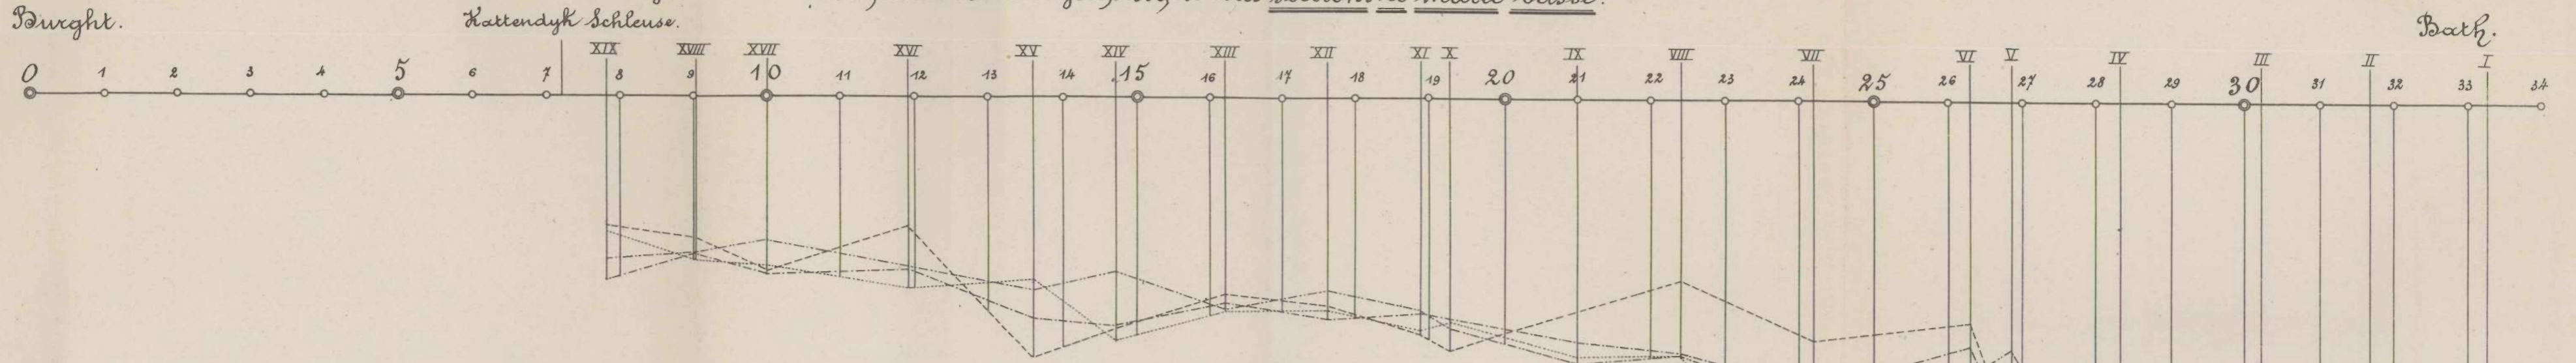 Burght.
Kattendyk Schleuse.
Bath.
XIX XVIII XVII XVI XV XIV XIII XII XI X IX VIII VII VI V IV III II I
0 1 2 3 4 5 6 7 8 9 10 11 12 13 14 15 16 17 18 19 20 21 22 23 24 25 26 27 28 29 30 31 32 33 34